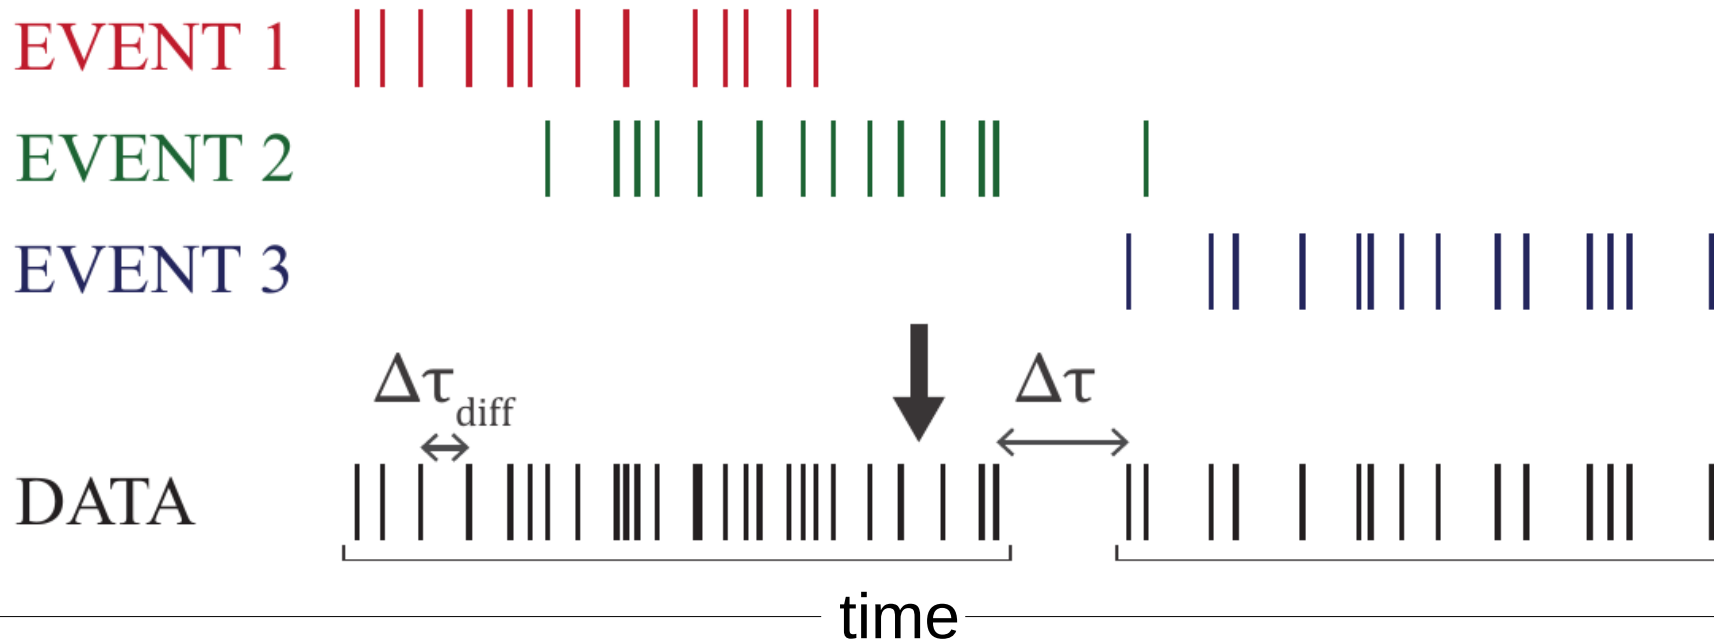 EVENT 1
EVENT 2
EVENT 3
Δτdiff
Δτ
DATA
time